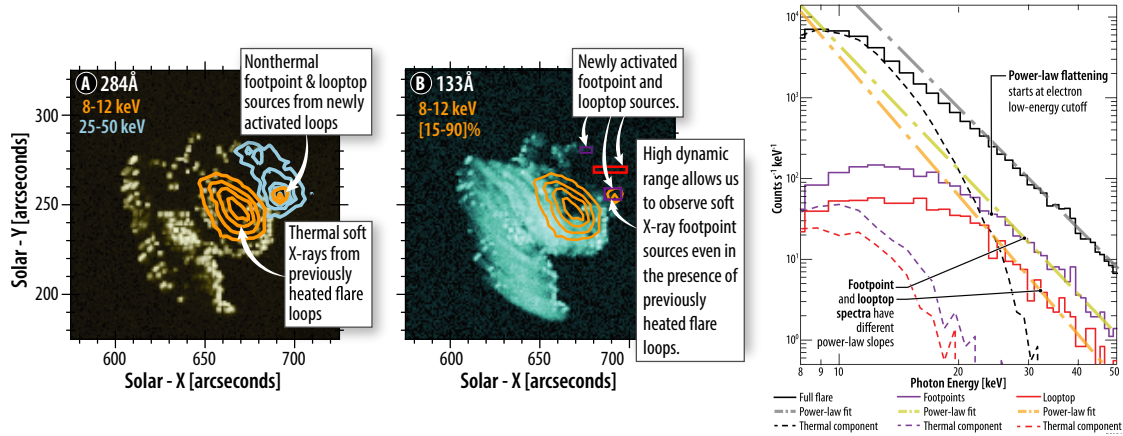 A 284Å
8-12 keV
25-50 keV
Nonthermal
footpoint & looptop
sources from newly
activated loops
Thermal soft
X-rays from
previously
heated flare
loops
300
250
200
Solar - Y [arcseconds]
600
650
700
Solar - X [arcseconds]
B 133Å
8-12 keV
[15-90]%
Newly activated
footpoint and
looptop sources.
High dynamic
range allows us
to observe soft
X-ray footpoint
sources even in
the presence of
previously
heated flare
loops.
600
650
700
Solar - X [arcseconds]
10⁴
10³
10²
10¹
10⁰
Counts s⁻¹ keV⁻¹
Power-law flattening
starts at electron
low-energy cutoff
Footpoint
and looptop
spectra have
different
power-law slopes
8 9 10 20 30 40 50
Photon Energy [keV]
Full flare
Power-law fit
Thermal component
Footpoints
Power-law fit
Thermal component
Looptop
Power-law fit
Thermal component